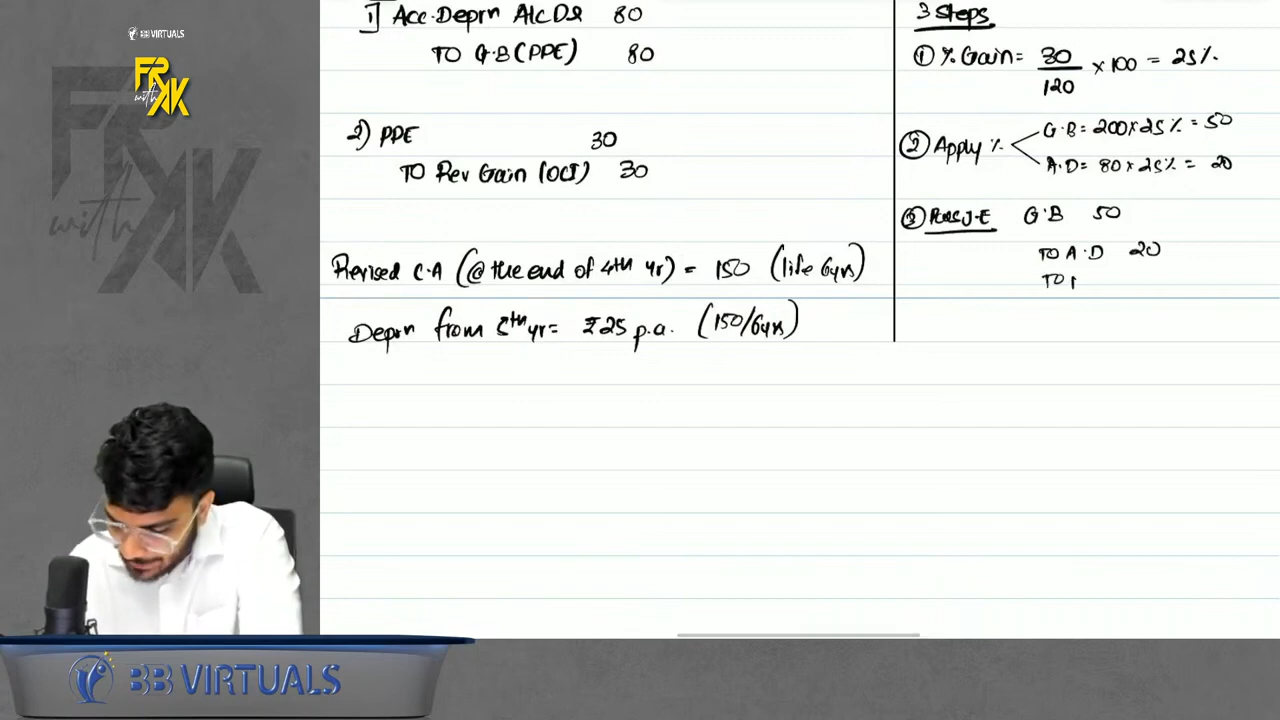 BB VIRTUALS
FR
with
AK
1] Acc. Deprn A/c Dr 80
TO G.B (PPE) 80
2) PPE 30
TO Rev Gain (OCI) 30
Revised C.A (@ the end of 4th yr) = 150 (life 6yrs)
Deprn from 5th yr = ₹25 p.a. (150/6yrs)
3 Steps
① % Gain = 30/120 × 100 = 25%
② Apply % G.B = 200×25% = 50
A.D = 80×25% = 20
③ Pass J.E G.B 50
TO A.D 20
TO
BB VIRTUALS